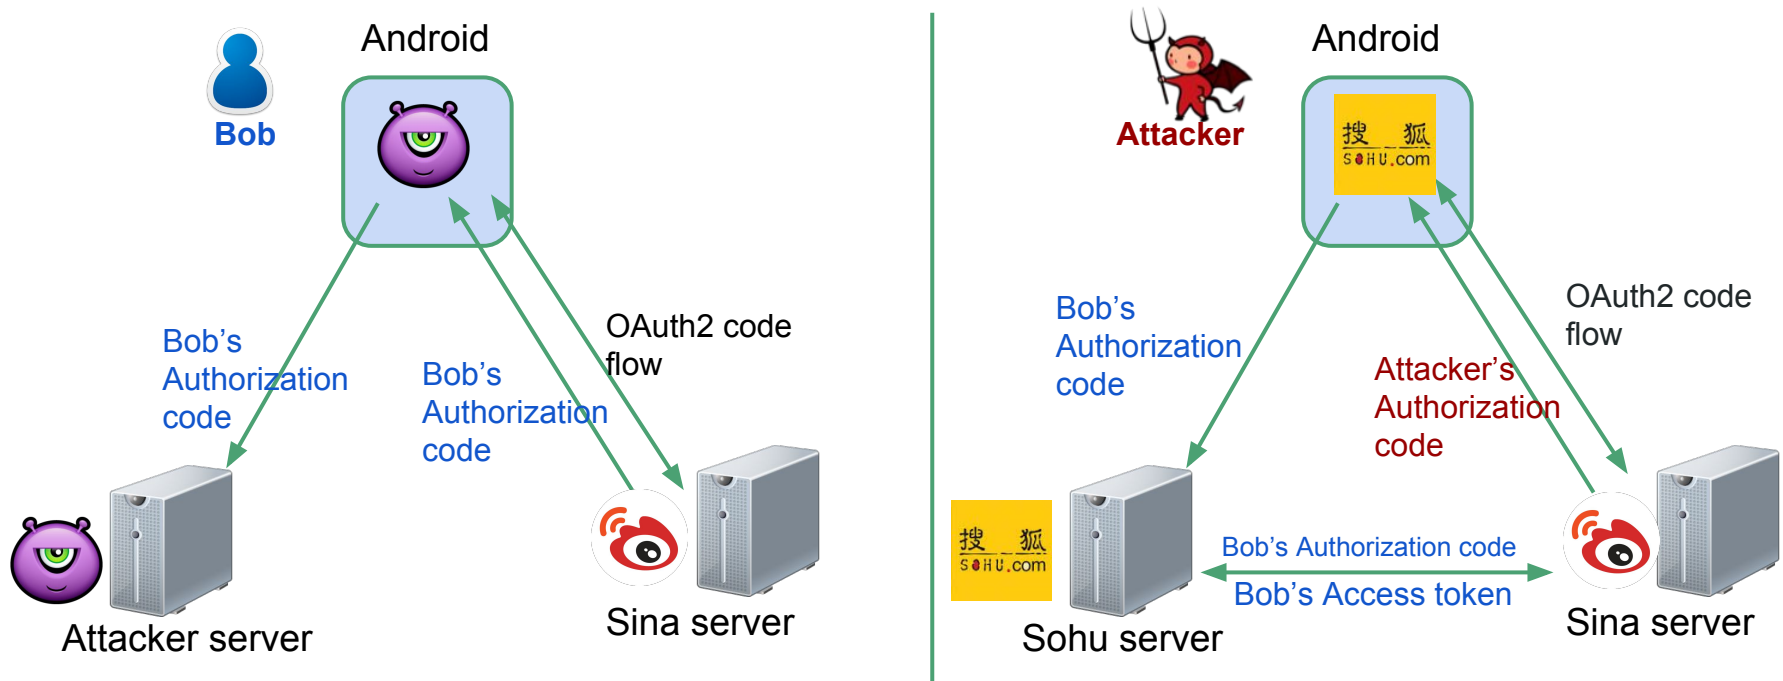 Android
Bob
Bob's
Authorization
code
Bob's
Authorization
code
OAuth2 code
flow
Attacker server
Sina server
Android
Attacker
搜 狐
SOHU.com
Bob's
Authorization
code
Attacker's
Authorization
code
OAuth2 code
flow
搜 狐
SOHU.com
Bob's Authorization code
Bob's Access token
Sohu server
Sina server